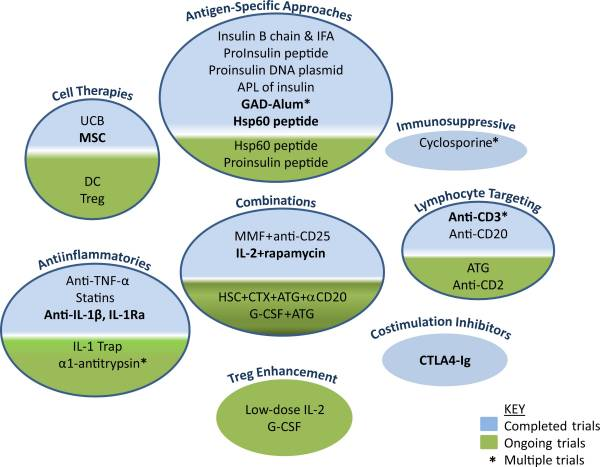 Antigen-Specific Approaches
Insulin B chain & IFA
ProInsulin peptide
Proinsulin DNA plasmid
APL of insulin
GAD-Alum*
Hsp60 peptide
Hsp60 peptide
Proinsulin peptide
Cell Therapies
UCB
MSC
DC
Treg
Immunosuppressive
Cyclosporine*
Combinations
MMF+anti-CD25
IL-2+rapamycin
HSC+CTX+ATG+αCD20
G-CSF+ATG
Lymphocyte Targeting
Anti-CD3*
Anti-CD20
ATG
Anti-CD2
Antiinflammatories
Anti-TNF-α
Statins
Anti-IL-1β, IL-1Ra
IL-1 Trap
α1-antitrypsin*
Costimulation Inhibitors
CTLA4-Ig
Treg Enhancement
Low-dose IL-2
G-CSF
KEY
Completed trials
Ongoing trials
* Multiple trials